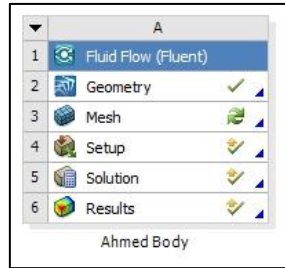 A
1 Fluid Flow (Fluent)
2 Geometry
3 Mesh
4 Setup
5 Solution
6 Results
Ahmed Body